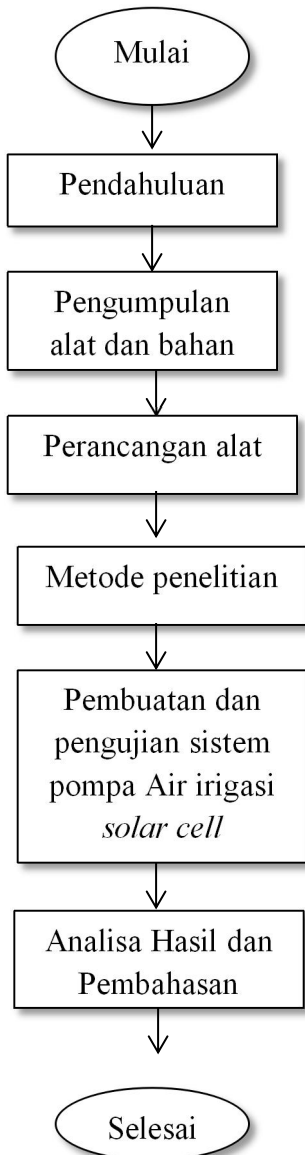 Mulai
Pendahuluan
Pengumpulan
alat dan bahan
Perancangan alat
Metode penelitian
Pembuatan dan
pengujian sistem
pompa Air irigasi
solar cell
Analisa Hasil dan
Pembahasan
Selesai